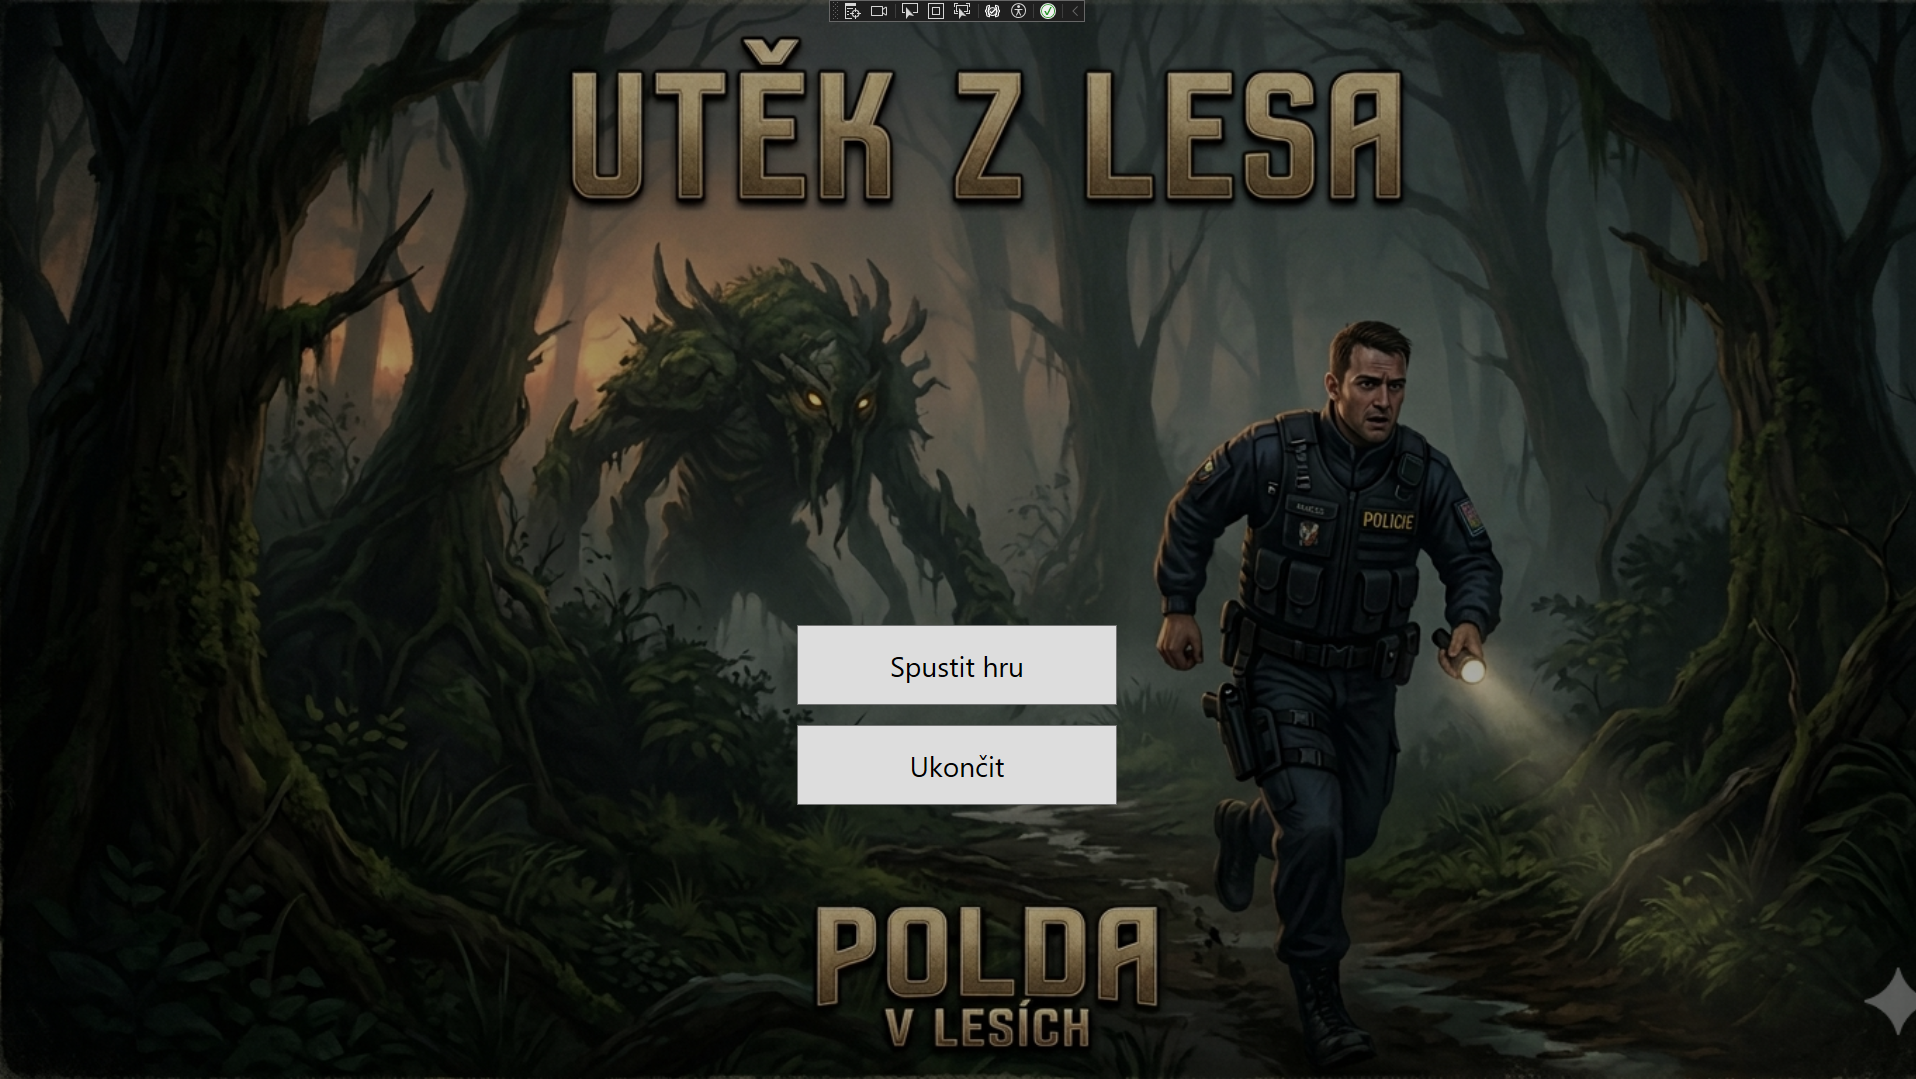 UTĚK Z LESA
POLICIE
Spustit hru
Ukončit
POLDA
V LESÍCH